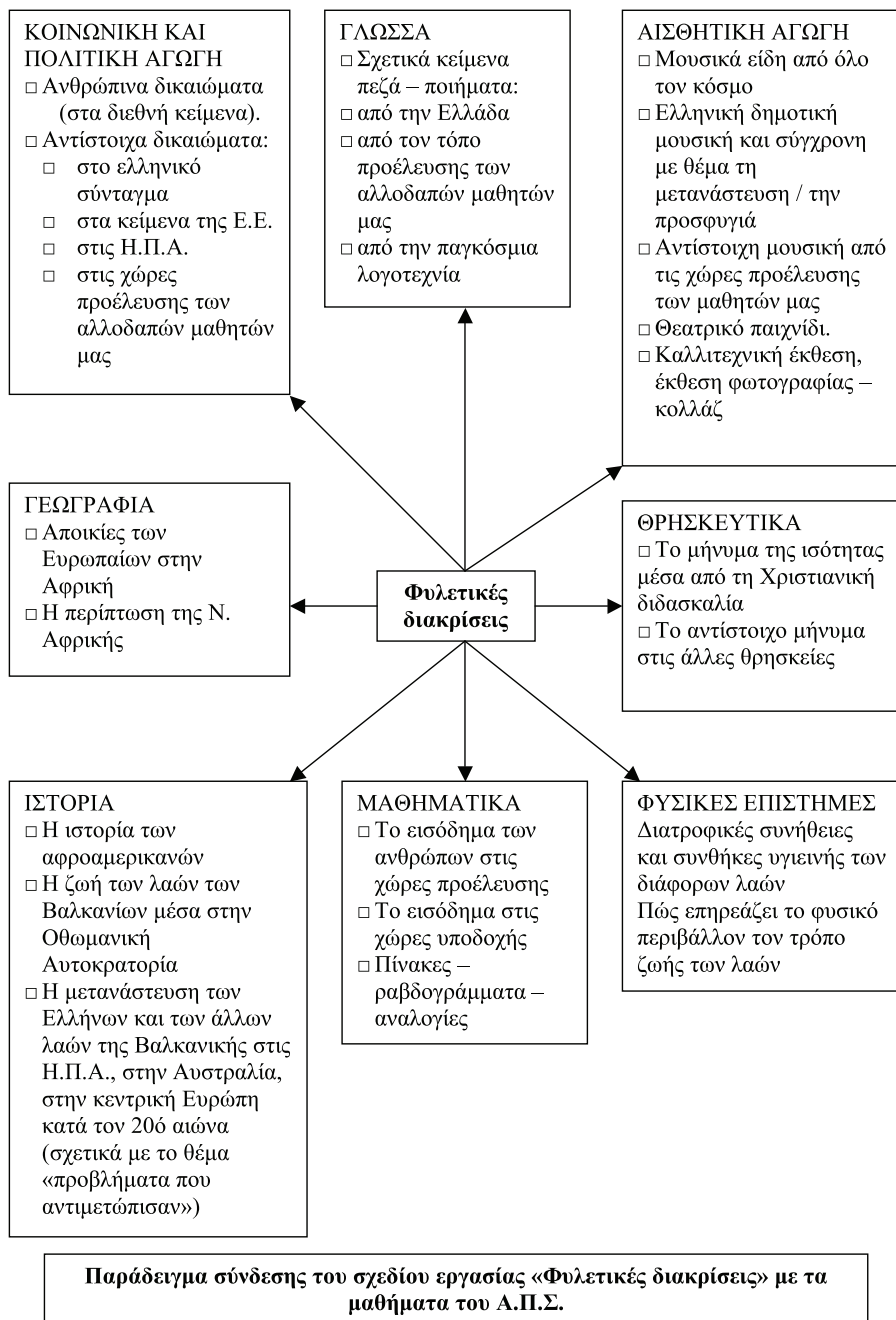 ΚΟΙΝΩΝΙΚΗ ΚΑΙ
ΠΟΛΙΤΙΚΗ ΑΓΩΓΗ
□ Ανθρώπινα δικαιώματα
(στα διεθνή κείμενα).
□ Αντίστοιχα δικαιώματα:
□ στο ελληνικό
σύνταγμα
□ στα κείμενα της Ε.Ε.
□ στις Η.Π.Α.
□ στις χώρες
προέλευσης των
αλλοδαπών μαθητών
μας
ΓΛΩΣΣΑ
□ Σχετικά κείμενα
πεζά – ποιήματα:
□ από την Ελλάδα
□ από τον τόπο
προέλευσης των
αλλοδαπών μαθητών
μας
□ από την παγκόσμια
λογοτεχνία
ΑΙΣΘΗΤΙΚΗ ΑΓΩΓΗ
□ Μουσικά είδη από όλο
τον κόσμο
□ Ελληνική δημοτική
μουσική και σύγχρονη
με θέμα τη
μετανάστευση / την
προσφυγιά
□ Αντίστοιχη μουσική από
τις χώρες προέλευσης
των μαθητών μας
□ Θεατρικό παιχνίδι.
□ Καλλιτεχνική έκθεση,
έκθεση φωτογραφίας –
κολλάζ
ΓΕΩΓΡΑΦΙΑ
□ Αποικίες των
Ευρωπαίων στην
Αφρική
□ Η περίπτωση της Ν.
Αφρικής
Φυλετικές
διακρίσεις
ΘΡΗΣΚΕΥΤΙΚΑ
□ Το μήνυμα της ισότητας
μέσα από τη Χριστιανική
διδασκαλία
□ Το αντίστοιχο μήνυμα
στις άλλες θρησκείες
ΙΣΤΟΡΙΑ
□ Η ιστορία των
αφροαμερικανών
□ Η ζωή των λαών των
Βαλκανίων μέσα στην
Οθωμανική
Αυτοκρατορία
□ Η μετανάστευση των
Ελλήνων και των άλλων
λαών της Βαλκανικής στις
Η.Π.Α., στην Αυστραλία,
στην κεντρική Ευρώπη
κατά τον 20ό αιώνα
(σχετικά με το θέμα
«προβλήματα που
αντιμετώπισαν»)
ΜΑΘΗΜΑΤΙΚΑ
□ Το εισόδημα των
ανθρώπων στις
χώρες προέλευσης
□ Το εισόδημα στις
χώρες υποδοχής
□ Πίνακες –
ραβδογράμματα –
αναλογίες
ΦΥΣΙΚΕΣ ΕΠΙΣΤΗΜΕΣ
Διατροφικές συνήθειες
και συνθήκες υγιεινής των
διάφορων λαών
Πώς επηρεάζει το φυσικό
περιβάλλον τον τρόπο
ζωής των λαών
Παράδειγμα σύνδεσης του σχεδίου εργασίας «Φυλετικές διακρίσεις» με τα
μαθήματα του Α.Π.Σ.